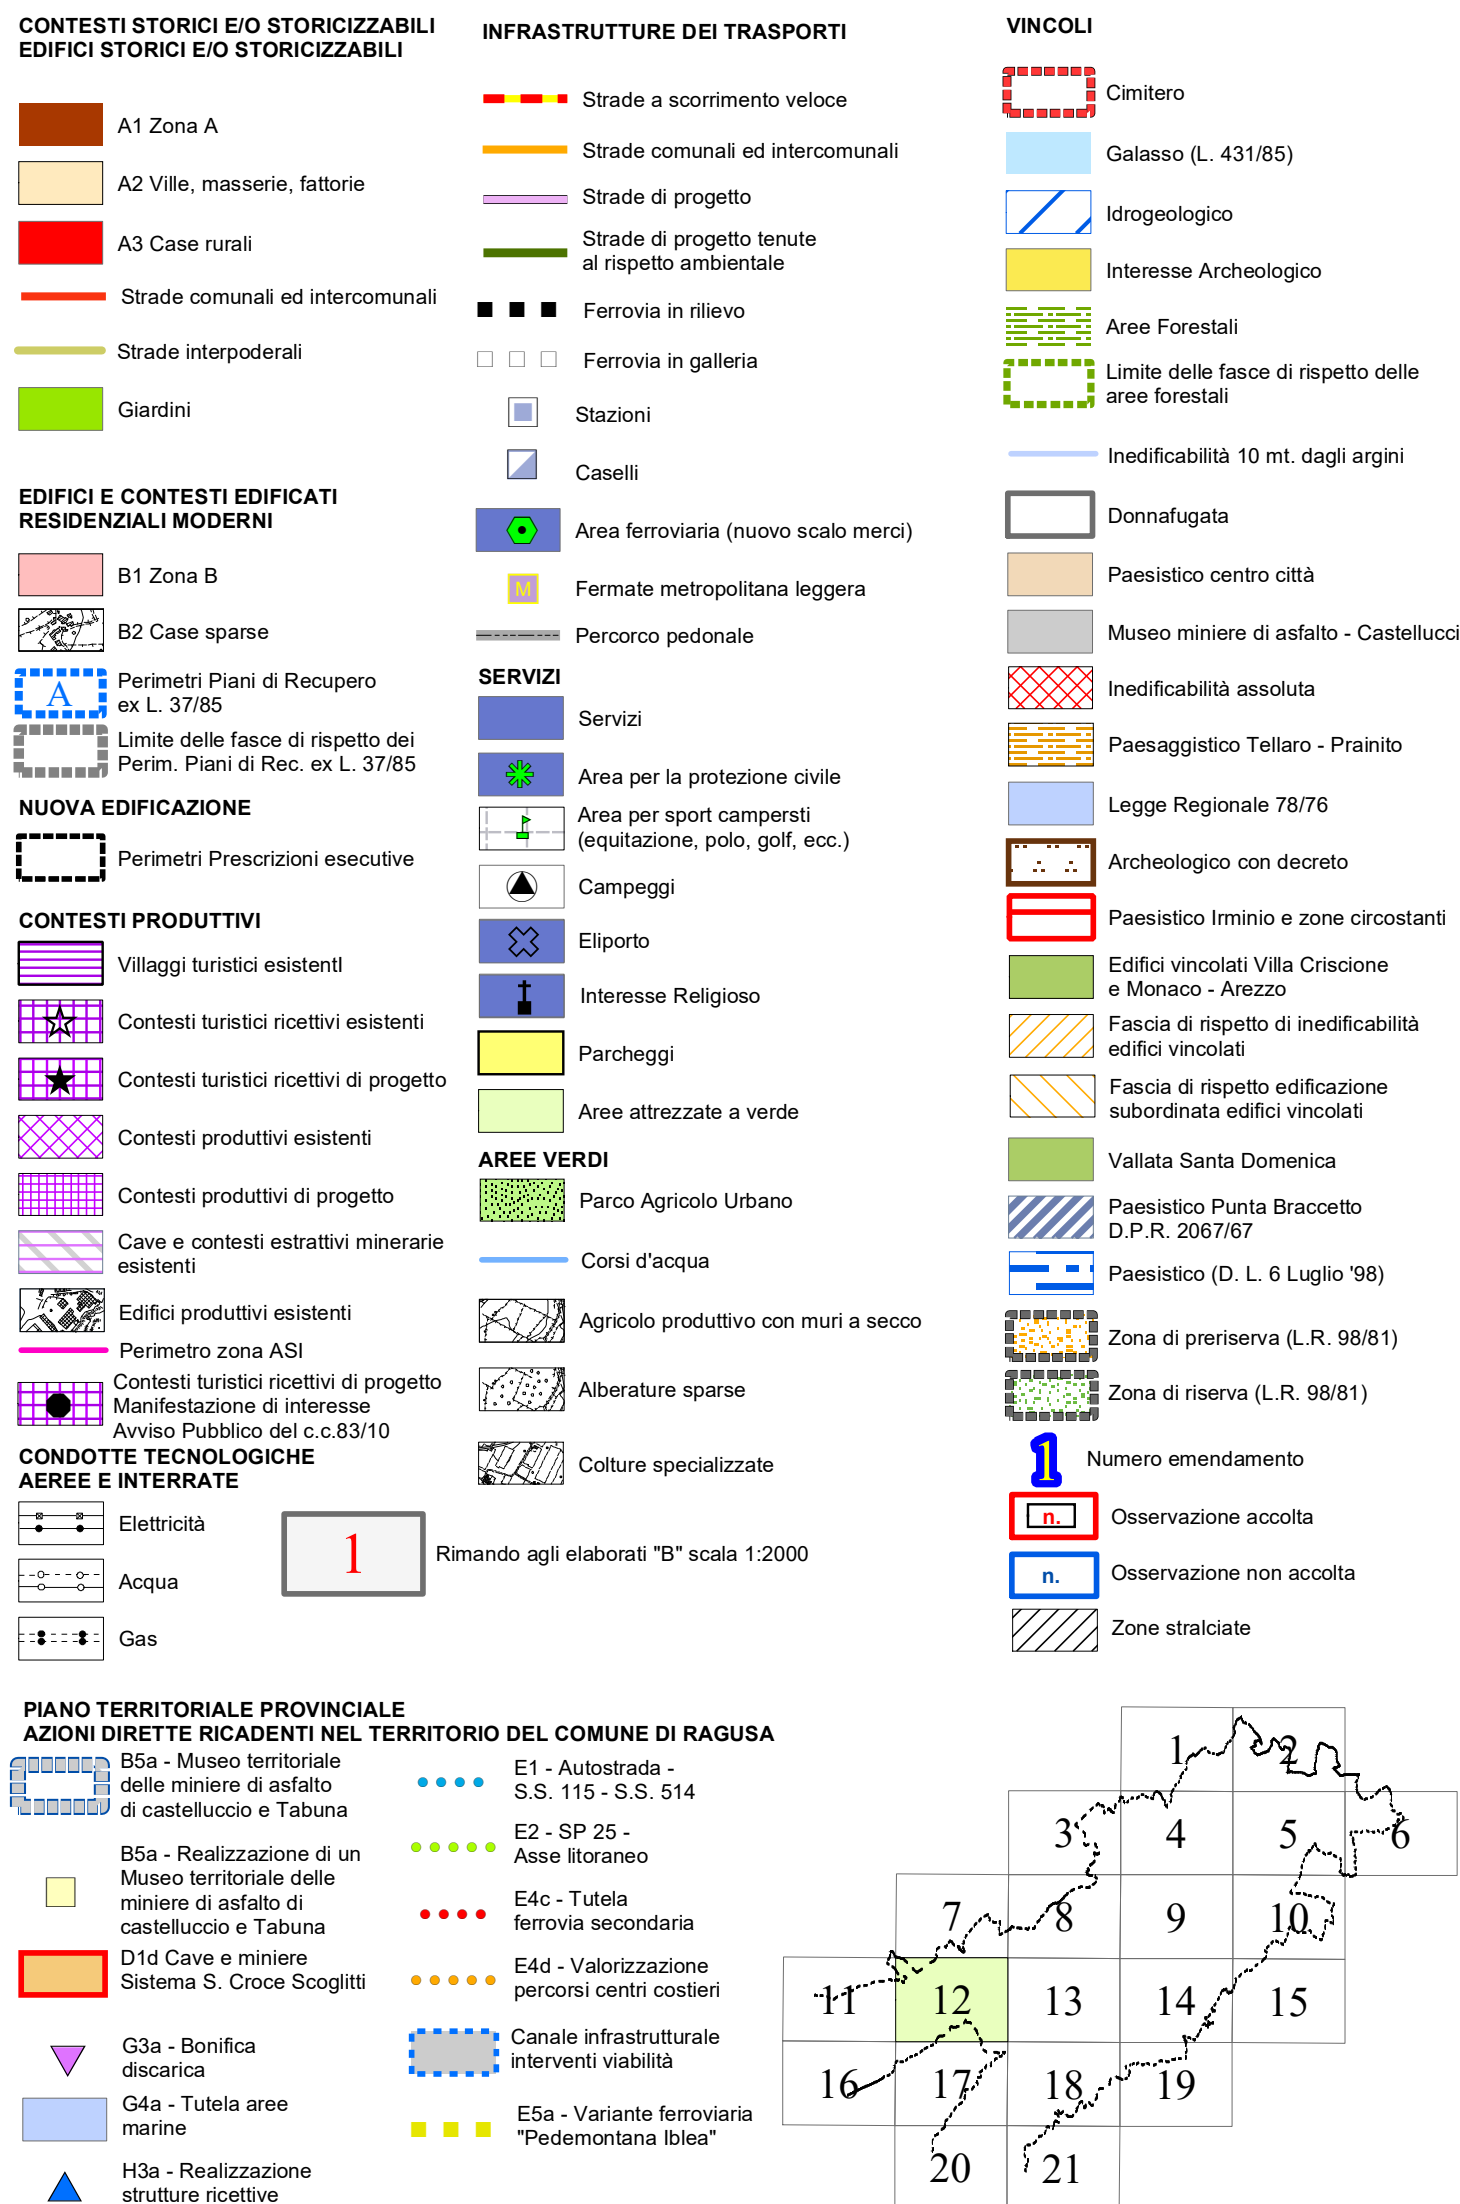 CONTESTI STORICI E/O STORICIZZABILI
EDIFICI STORICI E/O STORICIZZABILI
A1 Zona A
A2 Ville, masserie, fattorie
A3 Case rurali
Strade comunali ed intercomunali
Strade interpoderali
Giardini
EDIFICI E CONTESTI EDIFICATI
RESIDENZIALI MODERNI
B1 Zona B
B2 Case sparse
A
Perimetri Piani di Recupero
ex L. 37/85
Limite delle fasce di rispetto dei
Perim. Piani di Rec. ex L. 37/85
NUOVA EDIFICAZIONE
Perimetri Prescrizioni esecutive
CONTESTI PRODUTTIVI
Villaggi turistici esistentI
Contesti turistici ricettivi esistenti
Contesti turistici ricettivi di progetto
Contesti produttivi esistenti
Contesti produttivi di progetto
Cave e contesti estrattivi minerarie
esistenti
Edifici produttivi esistenti
Perimetro zona ASI
Contesti turistici ricettivi di progetto
Manifestazione di interesse
Avviso Pubblico del c.c.83/10
CONDOTTE TECNOLOGICHE
AEREE E INTERRATE
Elettricità
Acqua
Gas
1
Rimando agli elaborati "B" scala 1:2000
INFRASTRUTTURE DEI TRASPORTI
Strade a scorrimento veloce
Strade comunali ed intercomunali
Strade di progetto
Strade di progetto tenute
al rispetto ambientale
Ferrovia in rilievo
Ferrovia in galleria
Stazioni
Caselli
Area ferroviaria (nuovo scalo merci)
M
Fermate metropolitana leggera
Percorco pedonale
SERVIZI
Servizi
Area per la protezione civile
Area per sport campersti
(equitazione, polo, golf, ecc.)
Campeggi
Eliporto
Interesse Religioso
Parcheggi
Aree attrezzate a verde
AREE VERDI
Parco Agricolo Urbano
Corsi d'acqua
Agricolo produttivo con muri a secco
Alberature sparse
Colture specializzate
VINCOLI
Cimitero
Galasso (L. 431/85)
Idrogeologico
Interesse Archeologico
Aree Forestali
Limite delle fasce di rispetto delle
aree forestali
Inedificabilità 10 mt. dagli argini
Donnafugata
Paesistico centro città
Museo miniere di asfalto - Castellucci
Inedificabilità assoluta
Paesaggistico Tellaro - Prainito
Legge Regionale 78/76
Archeologico con decreto
Paesistico Irminio e zone circostanti
Edifici vincolati Villa Criscione
e Monaco - Arezzo
Fascia di rispetto di inedificabilità
edifici vincolati
Fascia di rispetto edificazione
subordinata edifici vincolati
Vallata Santa Domenica
Paesistico Punta Braccetto
D.P.R. 2067/67
Paesistico (D. L. 6 Luglio '98)
Zona di preriserva (L.R. 98/81)
Zona di riserva (L.R. 98/81)
1
Numero emendamento
n.
Osservazione accolta
n.
Osservazione non accolta
Zone stralciate
PIANO TERRITORIALE PROVINCIALE
AZIONI DIRETTE RICADENTI NEL TERRITORIO DEL COMUNE DI RAGUSA
B5a - Museo territoriale
delle miniere di asfalto
di castelluccio e Tabuna
B5a - Realizzazione di un
Museo territoriale delle
miniere di asfalto di
castelluccio e Tabuna
D1d Cave e miniere
Sistema S. Croce Scoglitti
G3a - Bonifica
discarica
G4a - Tutela aree
marine
H3a - Realizzazione
strutture ricettive
E1 - Autostrada -
S.S. 115 - S.S. 514
E2 - SP 25 -
Asse litoraneo
E4c - Tutela
ferrovia secondaria
E4d - Valorizzazione
percorsi centri costieri
Canale infrastrutturale
interventi viabilità
E5a - Variante ferroviaria
"Pedemontana Iblea"
1 2
3 4 5 6
7 8 9 10
11 12 13 14 15
16 17 18 19
20 21